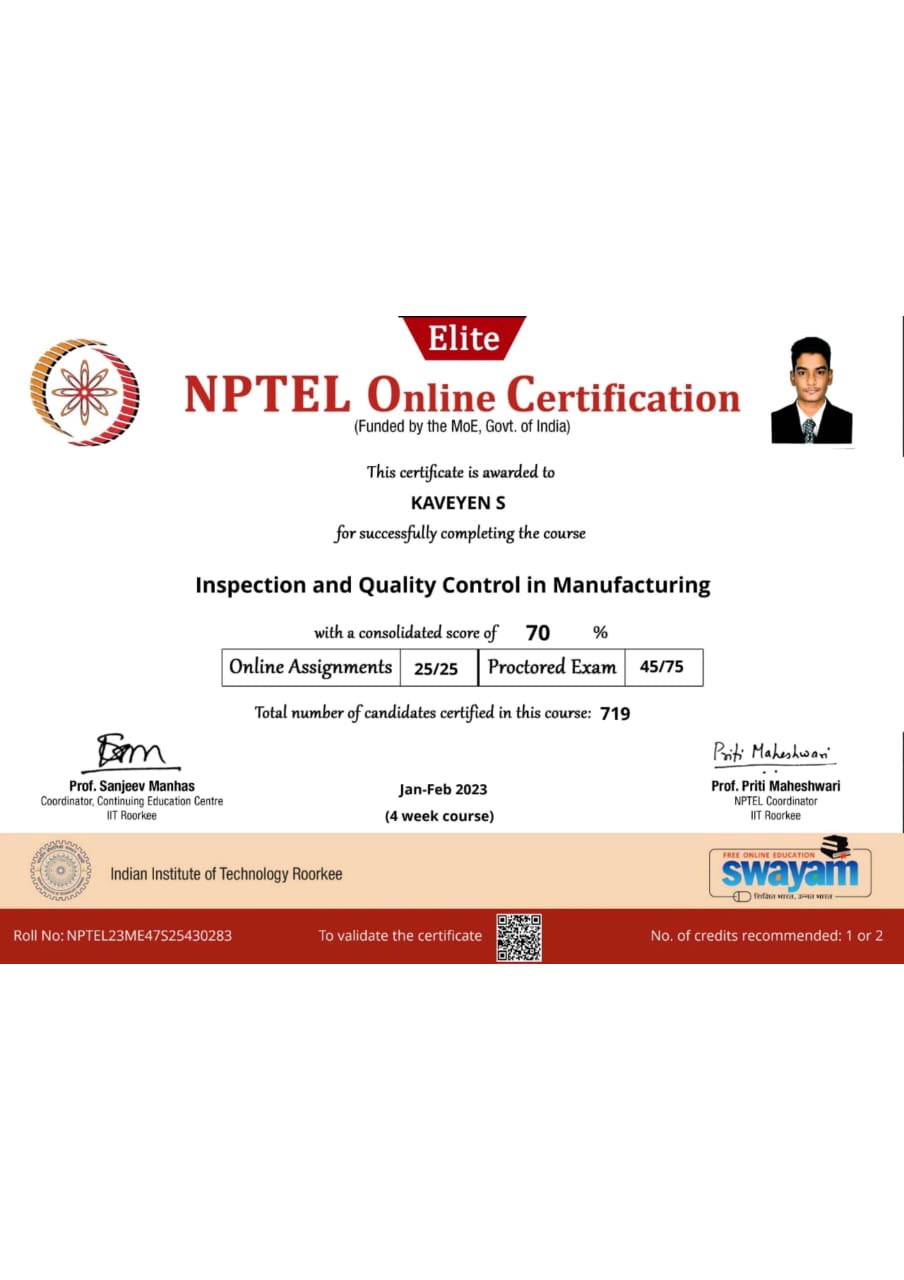 Elite
NPTEL Online Certification
(Funded by the MoE, Govt. of India)
This certificate is awarded to
KAVEYEN S
for successfully completing the course
Inspection and Quality Control in Manufacturing
with a consolidated score of 70 %
Online Assignments 25/25 Proctored Exam 45/75
Total number of candidates certified in this course: 719
Priti Maheshwari
Prof. Sanjeev Manhas
Coordinator, Continuing Education Centre
IIT Roorkee
Jan-Feb 2023
(4 week course)
Prof. Priti Maheshwari
NPTEL Coordinator
IIT Roorkee
Indian Institute of Technology Roorkee
FREE ONLINE EDUCATION
swayam
शिक्षित भारत, उन्नत भारत
Roll No: NPTEL23ME47S25430283
To validate the certificate
No. of credits recommended: 1 or 2